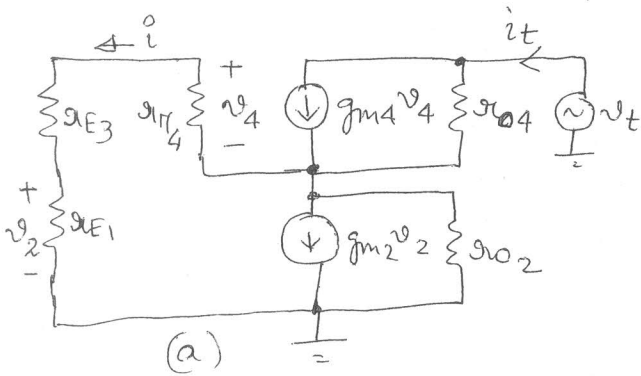 i
it
+
rE3
rπ4
v4
−
gm4v4
ro4
vt
+
v2
−
rE1
gm2v2
ro2
(a)